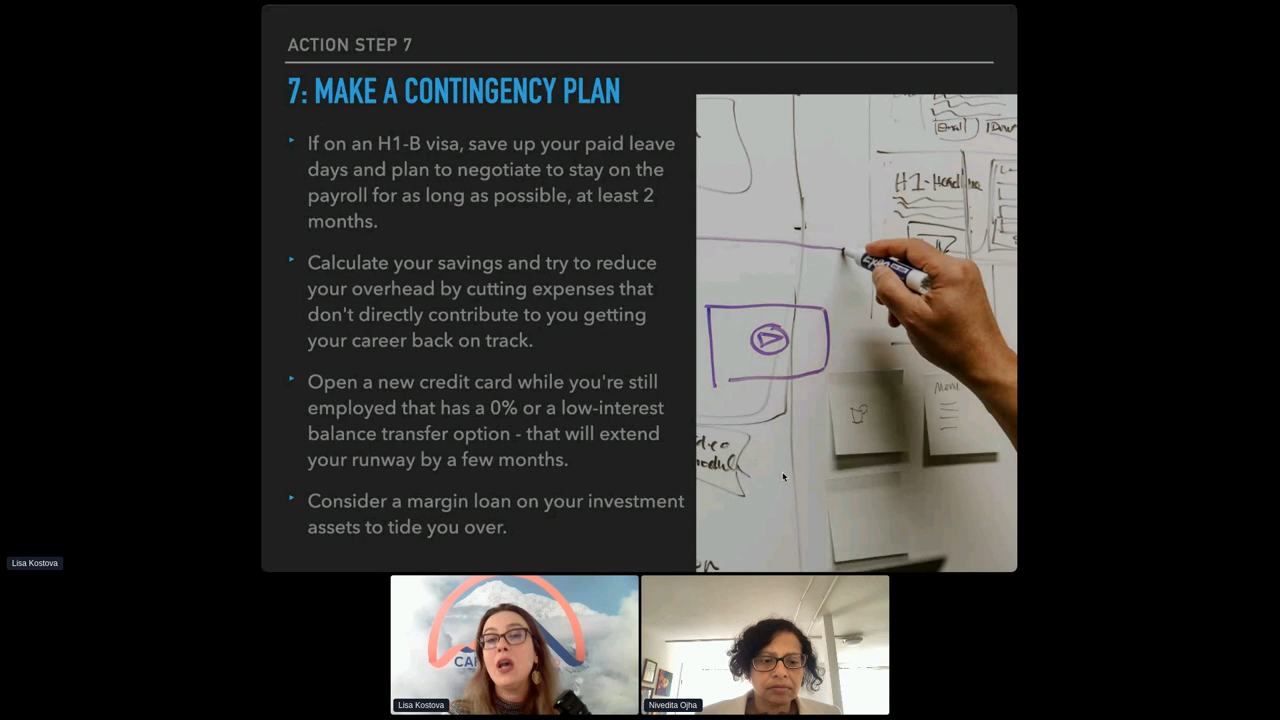 ACTION STEP 7
7: MAKE A CONTINGENCY PLAN
If on an H1-B visa, save up your paid leave
days and plan to negotiate to stay on the
payroll for as long as possible, at least 2
months.
Calculate your savings and try to reduce
your overhead by cutting expenses that
don't directly contribute to you getting
your career back on track.
Open a new credit card while you're still
employed that has a 0% or a low-interest
balance transfer option - that will extend
your runway by a few months.
Consider a margin loan on your investment
assets to tide you over.
Email
H1-Headline
EXPO
Menu
Lisa Kostova
Lisa Kostova
Nivedita Ojha